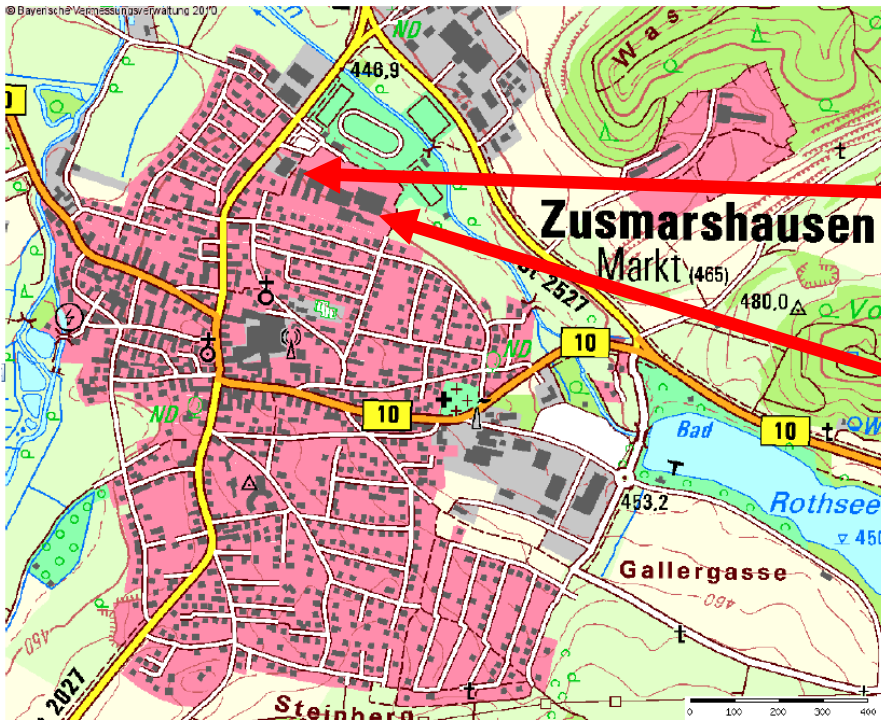 © Bayerische Vermessungsverwaltung 2010
ND
446,9
Zusmarshausen
Markt (465)
2527
480,0
10
ND
ND
10
10
Bad
Rothsee
453,2
Gallergasse
460
460
2027
Steinberg
0 100 200 300 400